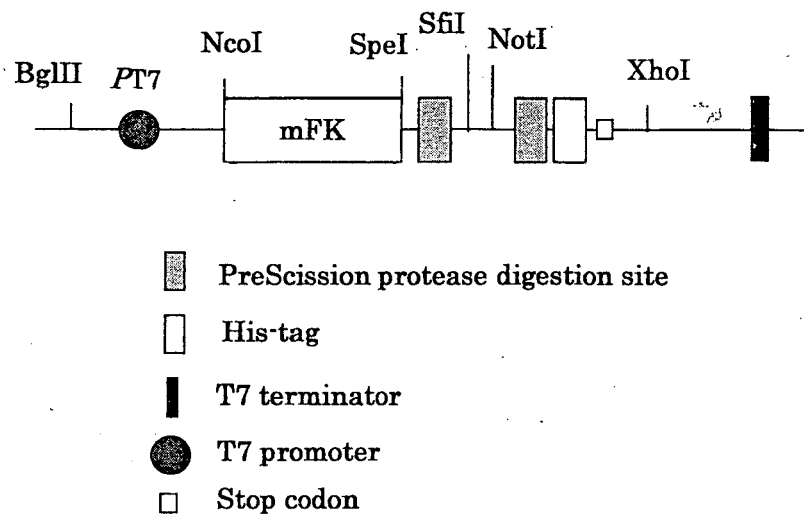 BglII
PT7
NcoI
mFK
SpeI
SfiI
NotI
XhoI
PreScission protease digestion site
His-tag
T7 terminator
T7 promoter
Stop codon